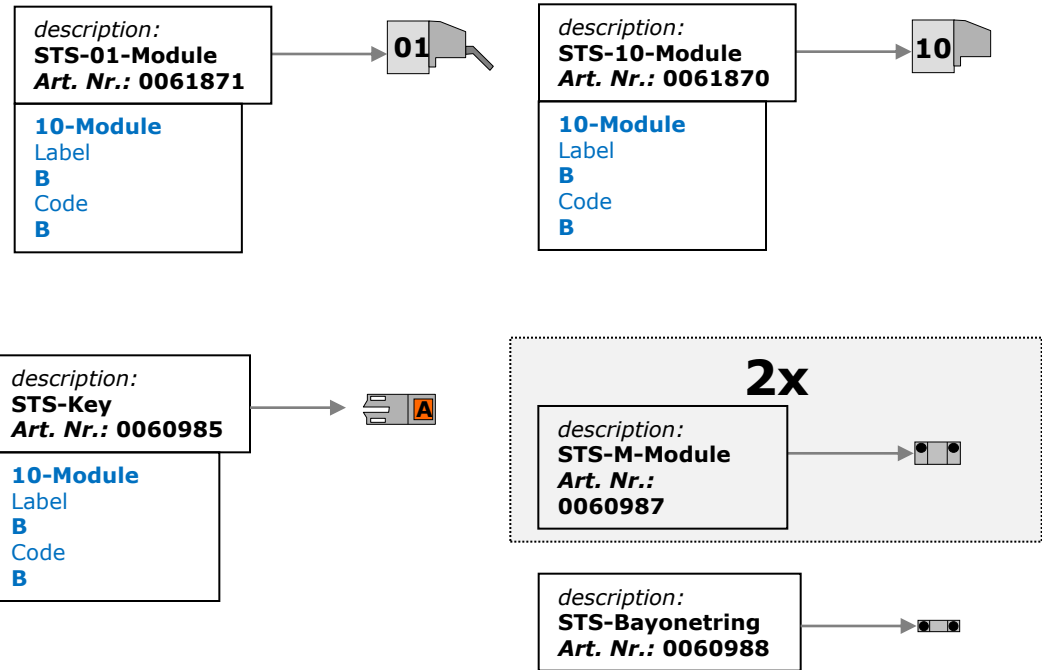 description:
STS-01-Module
Art. Nr.: 0061871
01
10-Module
Label
B
Code
B
description:
STS-10-Module
Art. Nr.: 0061870
10
10-Module
Label
B
Code
B
description:
STS-Key
Art. Nr.: 0060985
A
10-Module
Label
B
Code
B
2x
description:
STS-M-Module
Art. Nr.:
0060987
description:
STS-Bayonetring
Art. Nr.: 0060988